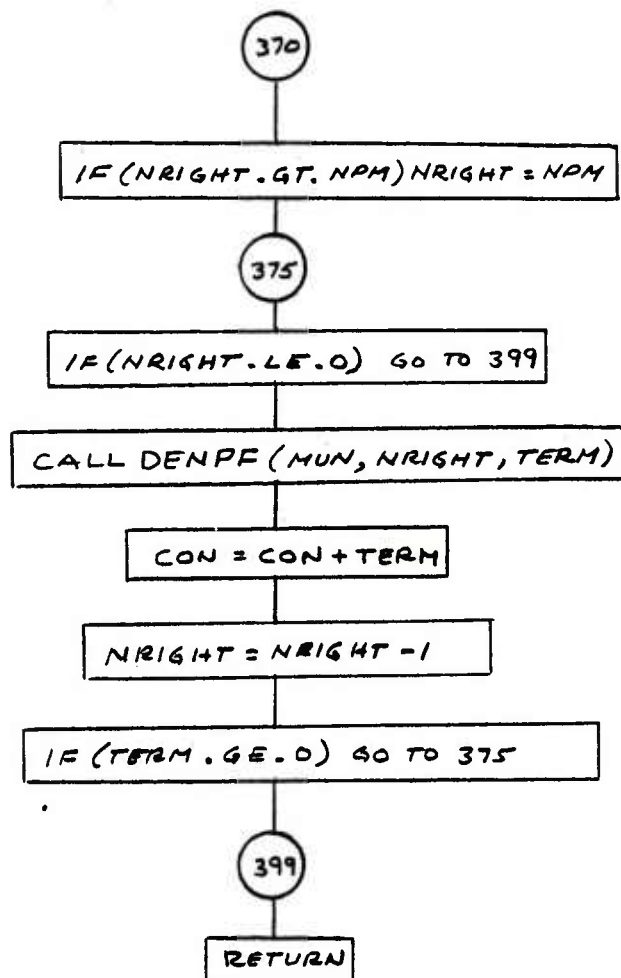 370
IF (NRIGHT.GT.NPM) NRIGHT = NPM
375
IF (NRIGHT.LE.0) GO TO 399
CALL DENPF (MUN, NRIGHT, TERM)
CON = CON + TERM
NRIGHT = NRIGHT - 1
IF (TERM.GE.0) GO TO 375
399
RETURN